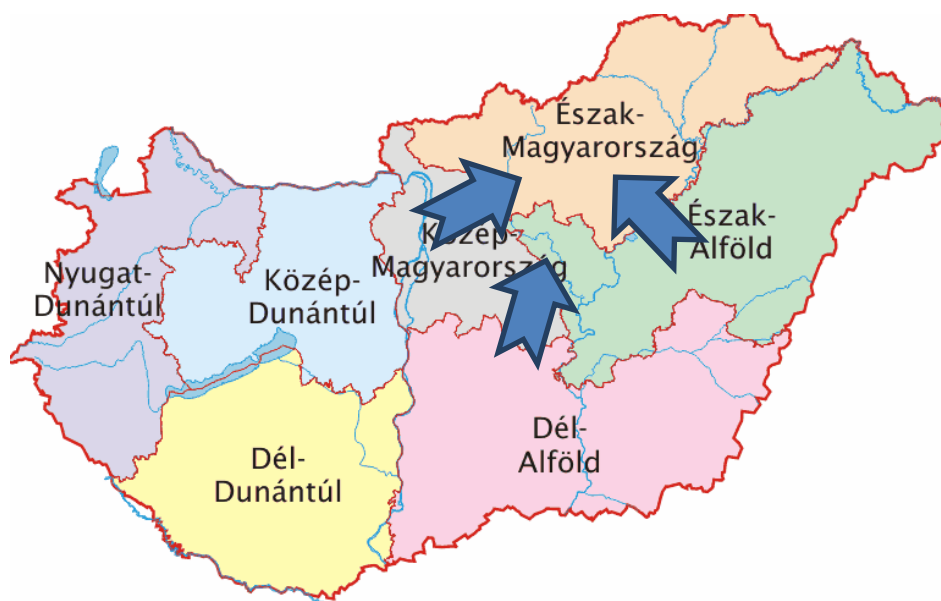 Észak-
Magyarország
Észak-
Alföld
Közép-
Magyarország
Nyugat-
Dunántúl
Közép-
Dunántúl
Dél-
Alföld
Dél-
Dunántúl